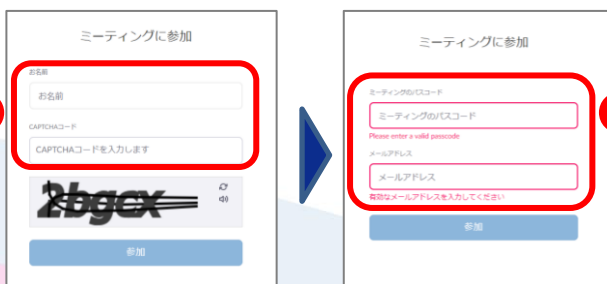 ミーティングに参加
お名前
お名前
CAPTCHAコード
CAPTCHAコードを入力します
2bgcx
参加
ミーティングに参加
ミーティングのパスコード
ミーティングのパスコード
Please enter a valid passcode
メールアドレス
メールアドレス
有効なメールアドレスを入力してください
参加